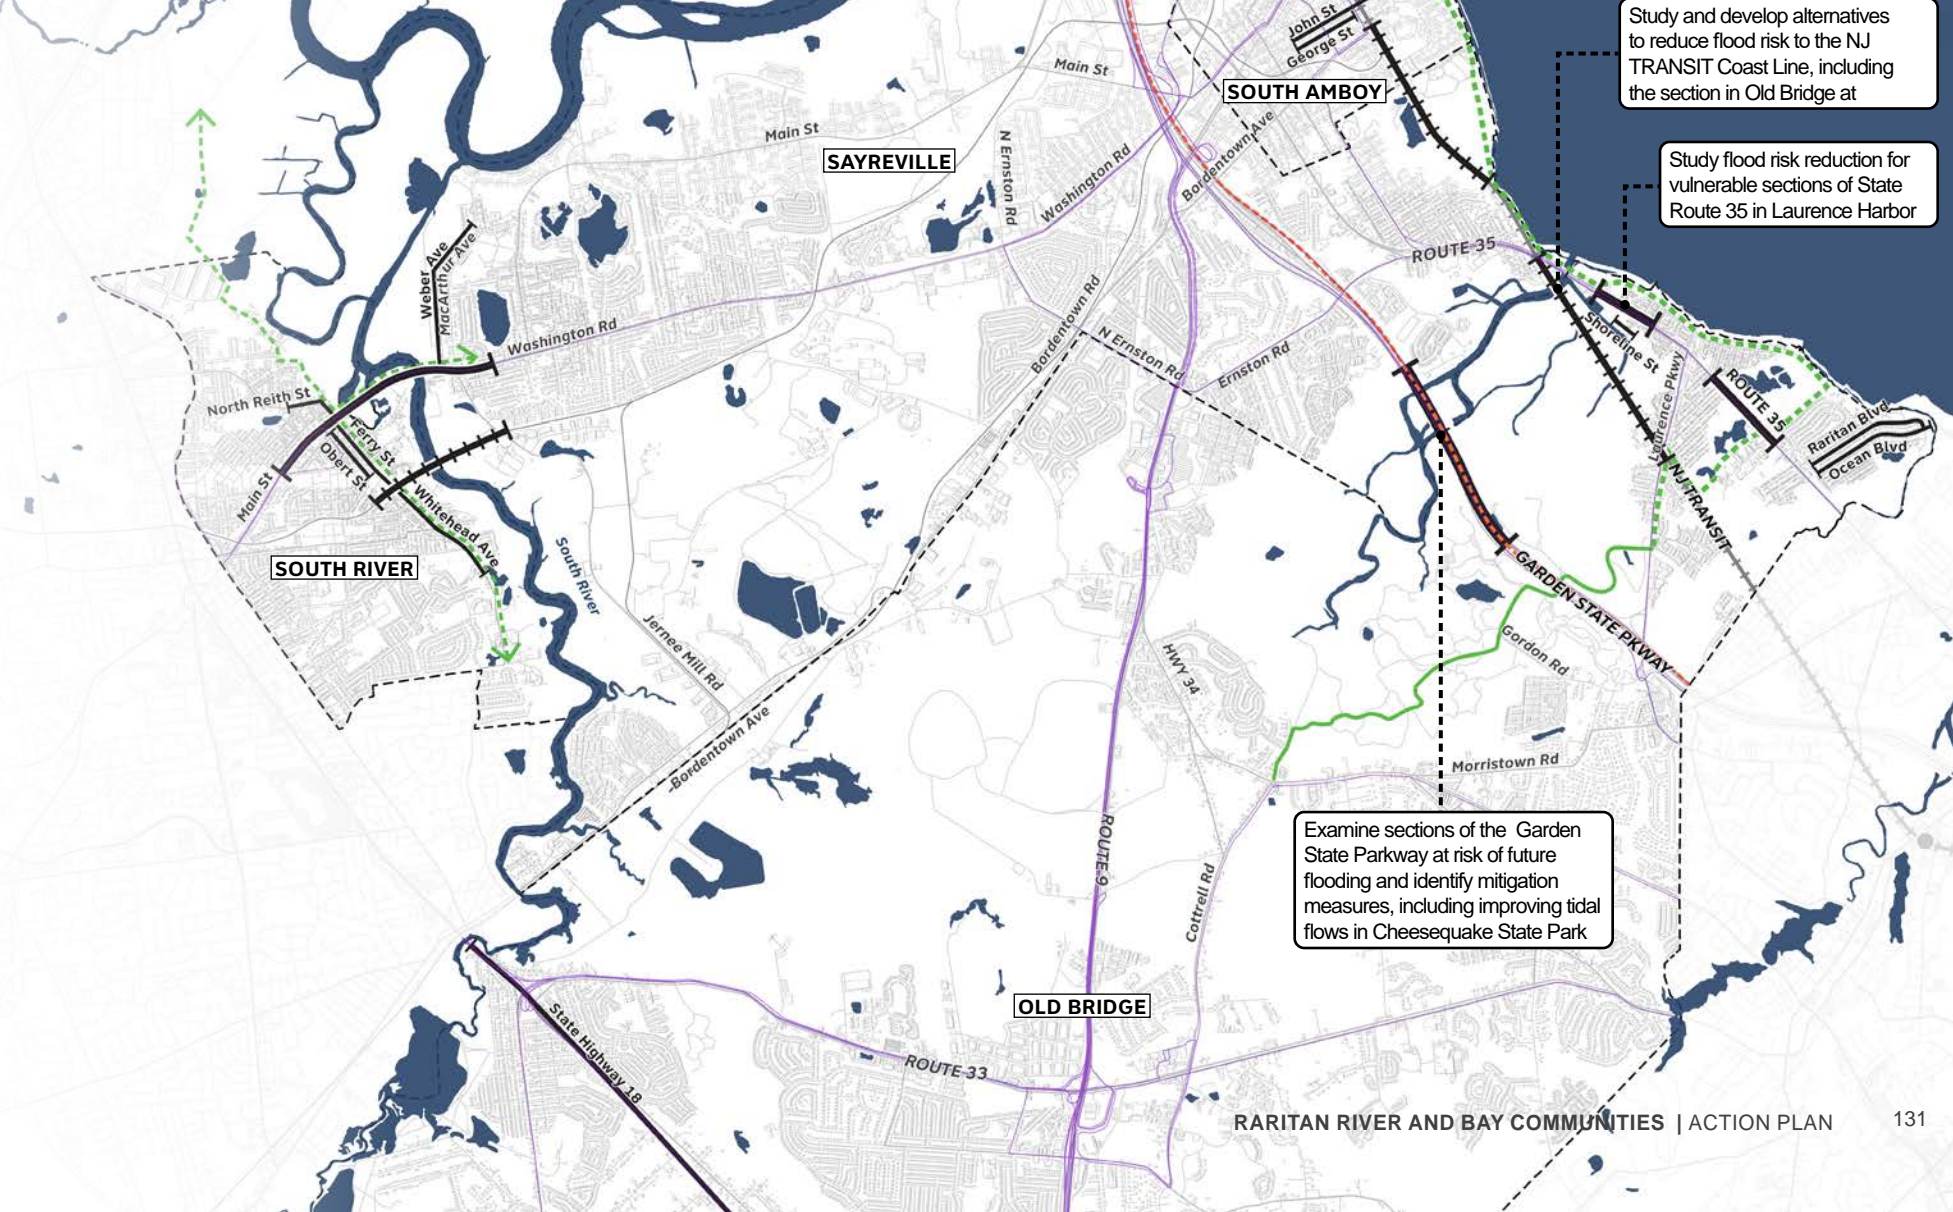 Study and develop alternatives
to reduce flood risk to the NJ
TRANSIT Coast Line, including
the section in Old Bridge at
Study flood risk reduction for
vulnerable sections of State
Route 35 in Laurence Harbor
John St
George St
Main St
SOUTH AMBOY
Main St
SAYREVILLE
N Ernston Rd
Washington Rd
Bordentown Ave
ROUTE 35
Weber Ave
MacArthur Ave
Washington Rd
Bordentown Rd
N Ernston Rd
Ernston Rd
Shoreline St
Laurence Pkwy
ROUTE 35
Raritan Blvd
Ocean Blvd
North Reith St
Ferry St
Obert St
Main St
Whitehead Ave
SOUTH RIVER
South River
NJ TRANSIT
GARDEN STATE PKWAY
Gordon Rd
Jernee Mill Rd
HWY 34
Bordentown Ave
Morristown Rd
ROUTE 9
Cottrell Rd
Examine sections of the Garden
State Parkway at risk of future
flooding and identify mitigation
measures, including improving tidal
flows in Cheesequake State Park
OLD BRIDGE
State Highway 18
ROUTE 33
RARITAN RIVER AND BAY COMMUNITIES | ACTION PLAN 131